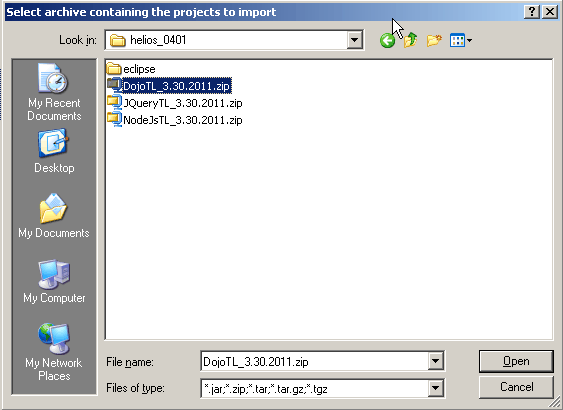 Select archive containing the projects to import
Look in: helios_0401
My Recent
Documents
Desktop
My Documents
My Computer
My Network
Places
eclipse
DojoTL_3.30.2011.zip
JQueryTL_3.30.2011.zip
NodeJsTL_3.30.2011.zip
File name: DojoTL_3.30.2011.zip Open
Files of type: *.jar;*.zip;*.tar;*.tar.gz;*.tgz Cancel